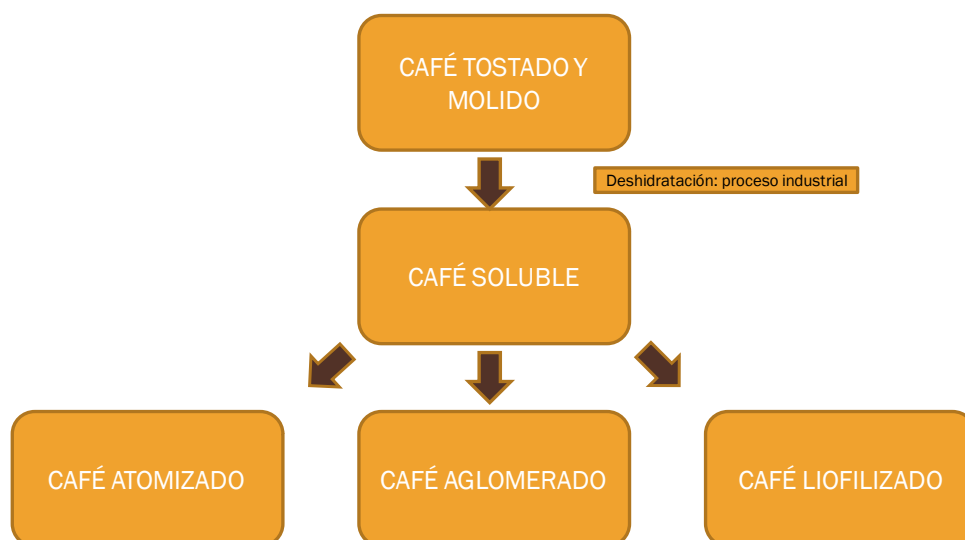 CAFÉ TOSTADO Y
MOLIDO
Deshidratación: proceso industrial
CAFÉ SOLUBLE
CAFÉ ATOMIZADO
CAFÉ AGLOMERADO
CAFÉ LIOFILIZADO